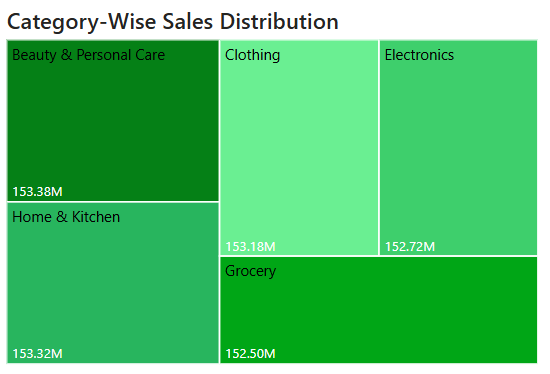 Category-Wise Sales Distribution
Beauty & Personal Care
153.38M
Home & Kitchen
153.32M
Clothing
153.18M
Electronics
152.72M
Grocery
152.50M